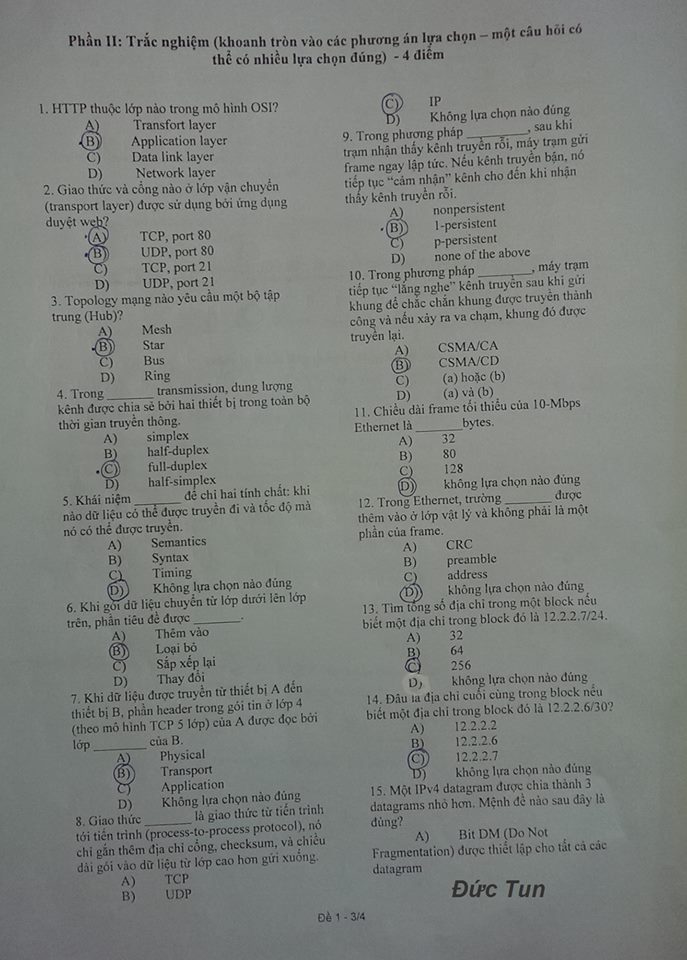 Phần II: Trắc nghiệm (khoanh tròn vào các phương án lựa chọn – một câu hỏi có
thể có nhiều lựa chọn đúng) - 4 điểm
1. HTTP thuộc lớp nào trong mô hình OSI?
A) Transfort layer
B) Application layer
C) Data link layer
D) Network layer
2. Giao thức và cổng nào ở lớp vận chuyển
(transport layer) được sử dụng bởi ứng dụng
duyệt web?
A) TCP, port 80
B) UDP, port 80
C) TCP, port 21
D) UDP, port 21
3. Topology mạng nào yêu cầu một bộ tập
trung (Hub)?
A) Mesh
B) Star
C) Bus
D) Ring
4. Trong _______ transmission, dung lượng
kênh được chia sẻ bởi hai thiết bị trong toàn bộ
thời gian truyền thông.
A) simplex
B) half-duplex
C) full-duplex
D) half-simplex
5. Khái niệm _______ để chỉ hai tính chất: khi
nào dữ liệu có thể được truyền đi và tốc độ mà
nó có thể được truyền.
A) Semantics
B) Syntax
C) Timing
D) Không lựa chọn nào đúng
6. Khi gói dữ liệu chuyển từ lớp dưới lên lớp
trên, phần tiêu đề được _______.
A) Thêm vào
B) Loại bỏ
C) Sắp xếp lại
D) Thay đổi
7. Khi dữ liệu được truyền từ thiết bị A đến
thiết bị B, phần header trong gói tin ở lớp 4
(theo mô hình TCP 5 lớp) của A được đọc bởi
lớp ________ của B.
A) Physical
B) Transport
C) Application
D) Không lựa chọn nào đúng
8. Giao thức _______ là giao thức từ tiến trình
tới tiến trình (process-to-process protocol), nó
chỉ gắn thêm địa chỉ cổng, checksum, và chiều
dài gói vào dữ liệu từ lớp cao hơn gửi xuống.
A) TCP
B) UDP
C) IP
D) Không lựa chọn nào đúng
9. Trong phương pháp _________, sau khi
trạm nhận thấy kênh truyền rỗi, máy trạm gửi
frame ngay lập tức. Nếu kênh truyền bận, nó
tiếp tục “cảm nhận” kênh cho đến khi nhận
thấy kênh truyền rỗi.
A) nonpersistent
B) 1-persistent
C) p-persistent
D) none of the above
10. Trong phương pháp ________, máy trạm
tiếp tục “lắng nghe” kênh truyền sau khi gửi
khung để chắc chắn khung được truyền thành
công và nếu xảy ra va chạm, khung đó được
truyền lại.
A) CSMA/CA
B) CSMA/CD
C) (a) hoặc (b)
D) (a) và (b)
11. Chiều dài frame tối thiểu của 10-Mbps
Ethernet là _______bytes.
A) 32
B) 80
C) 128
D) không lựa chọn nào đúng
12. Trong Ethernet, trường _______ được
thêm vào ở lớp vật lý và không phải là một
phần của frame.
A) CRC
B) preamble
C) address
D) không lựa chọn nào đúng
13. Tìm tổng số địa chỉ trong một block nếu
biết một địa chỉ trong block đó là 12.2.2.7/24.
A) 32
B) 64
C) 256
D) không lựa chọn nào đúng
14. Đâu là địa chỉ cuối cùng trong block nếu
biết một địa chỉ trong block đó là 12.2.2.6/30?
A) 12.2.2.2
B) 12.2.2.6
C) 12.2.2.7
D) không lựa chọn nào đúng
15. Một IPv4 datagram được chia thành 3
datagrams nhỏ hơn. Mệnh đề nào sau đây là
đúng?
A) Bit DM (Do Not
Fragmentation) được thiết lập cho tất cả các
datagram
Đức Tun
Đề 1 - 3/4